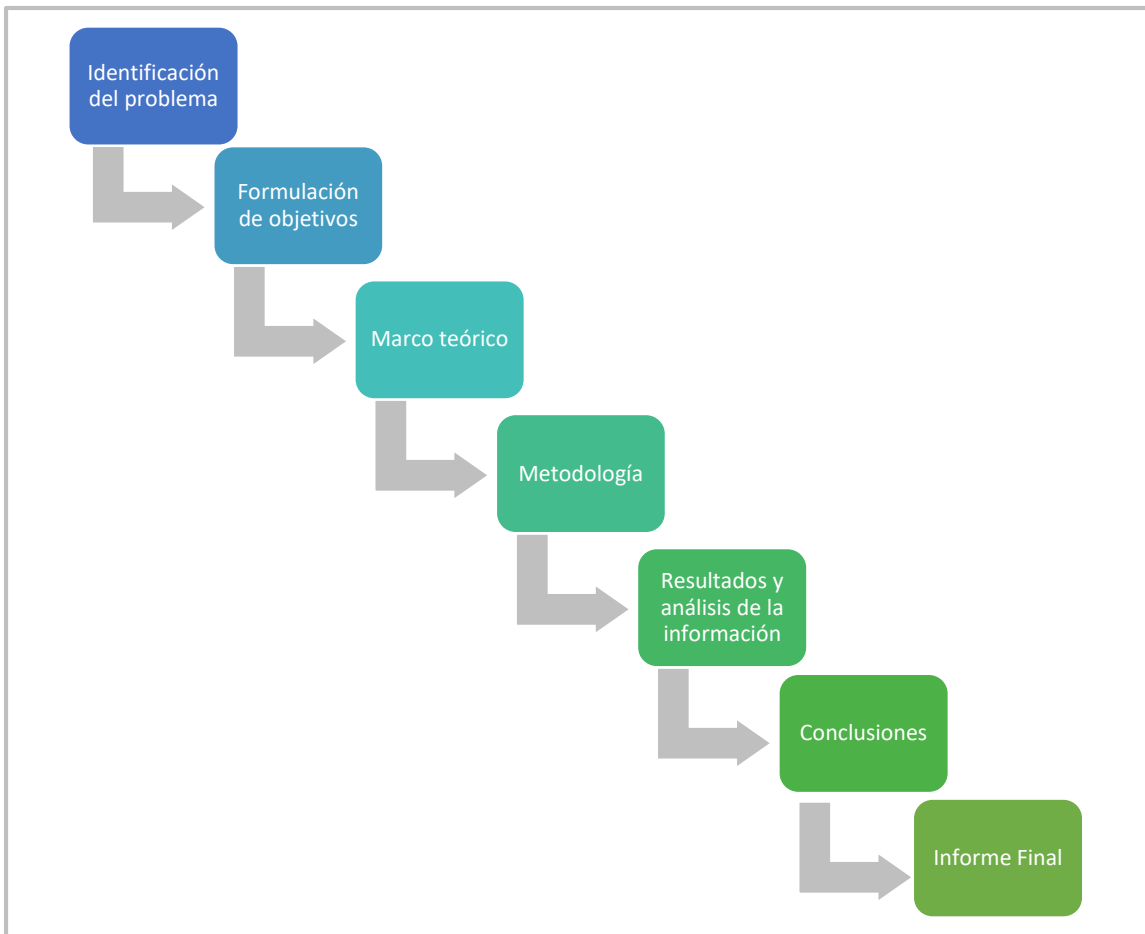 Identificación
del problema
Formulación
de objetivos
Marco teórico
Metodología
Resultados y
análisis de la
información
Conclusiones
Informe Final